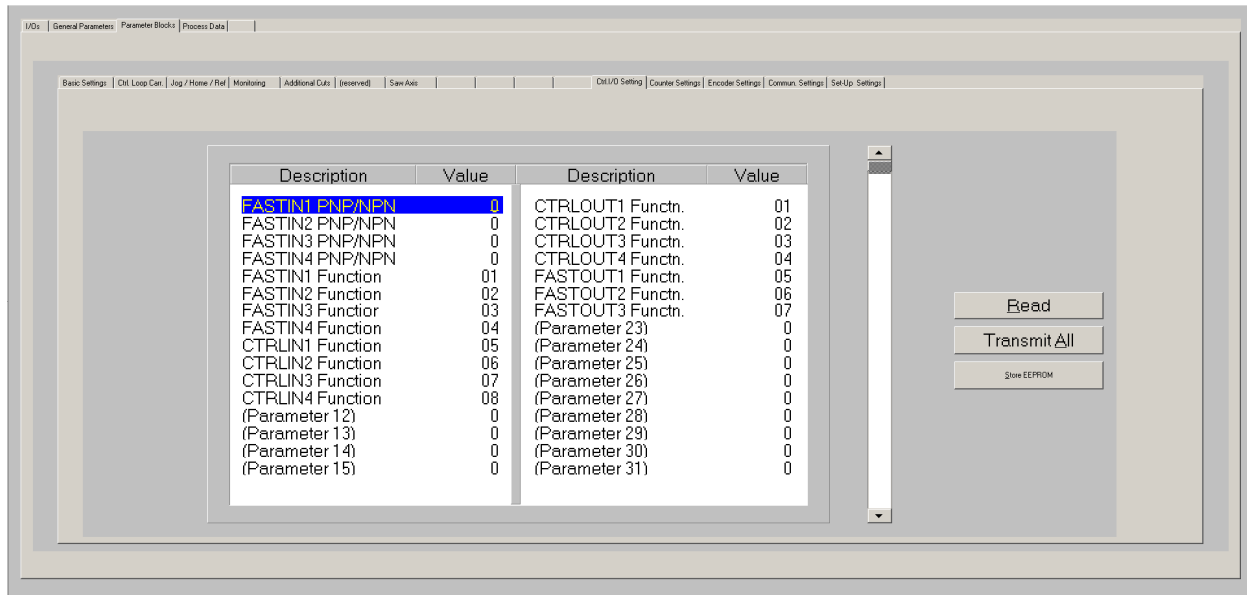 I/Os General Parameters Parameter Blocks Process Data
Basic Settings Ctrl. Loop Carr. Jog / Home / Ref Monitoring Additional Cuts (reserved) Saw Axis Ctrl.I/O Setting Counter Settings Encoder Settings Commun. Settings Set-Up Settings
Description Value Description Value
FASTIN1 PNP/NPN 0 CTRLOUT1 Functn. 01
FASTIN2 PNP/NPN 0 CTRLOUT2 Functn. 02
FASTIN3 PNP/NPN 0 CTRLOUT3 Functn. 03
FASTIN4 PNP/NPN 0 CTRLOUT4 Functn. 04
FASTIN1 Function 01 FASTOUT1 Functn. 05
FASTIN2 Function 02 FASTOUT2 Functn. 06
FASTIN3 Functior 03 FASTOUT3 Functn. 07
FASTIN4 Function 04 (Parameter 23) 0
CTRLIN1 Function 05 (Parameter 24) 0
CTRLIN2 Function 06 (Parameter 25) 0
CTRLIN3 Function 07 (Parameter 26) 0
CTRLIN4 Function 08 (Parameter 27) 0
(Parameter 12) 0 (Parameter 28) 0
(Parameter 13) 0 (Parameter 29) 0
(Parameter 14) 0 (Parameter 30) 0
(Parameter 15) 0 (Parameter 31) 0
Read
Transmit All
Store EEPROM